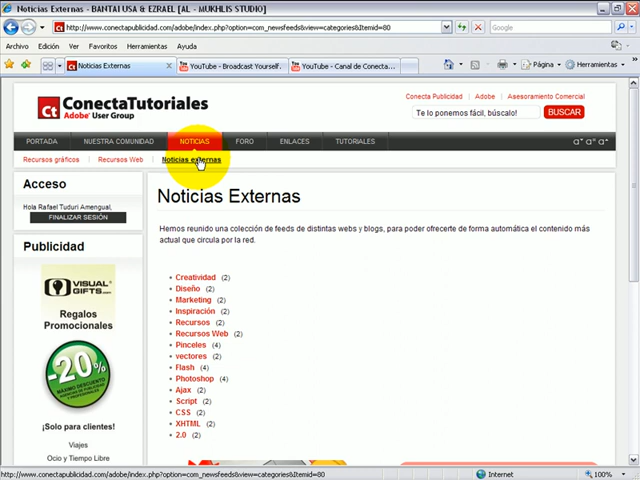 Noticias Externas - BANTAI USA & EZRAEL [AL - MUKHLIS STUDIO]
http://www.conectapublicidad.com/adobe/index.php?option=com_newsfeeds&view=categories&Itemid=80
Google
Archivo Edición Ver Favoritos Herramientas Ayuda
Noticias Externas
YouTube - Broadcast Yourself.
YouTube - Canal de Conecta...
Página
Herramientas
Ct ConectaTutoriales
Adobe User Group
Conecta Publicidad | Adobe | Asesoramiento Comercial
Te lo ponemos fácil, búscalo! BUSCAR
PORTADA NUESTRA COMUNIDAD NOTICIAS FORO ENLACES TUTORIALES
Recursos gráficos | Recursos Web | Noticias externas
Acceso
Hola Rafael Tuduri Amengual,
FINALIZAR SESIÓN
Publicidad
VISUAL GIFTS.com
Regalos
Promocionales
-20%
MAXIMO DESCUENTO
¡Solo para clientes!
Viajes
Ocio y Tiempo Libre
Noticias Externas
Hemos reunido una colección de feeds de distintas webs y blogs, para poder ofrecerte de forma automática el contenido más
actual que circula por la red.
Creatividad (2)
Diseño (2)
Marketing (2)
Inspiración (2)
Recursos (2)
Recursos Web (2)
Pinceles (4)
vectores (2)
Flash (4)
Photoshop (4)
Ajax (2)
Script (2)
CSS (2)
XHTML (2)
2.0 (2)
http://www.conectapublicidad.com/adobe/index.php?option=com_newsfeeds&view=categories&Itemid=80
Internet
100%